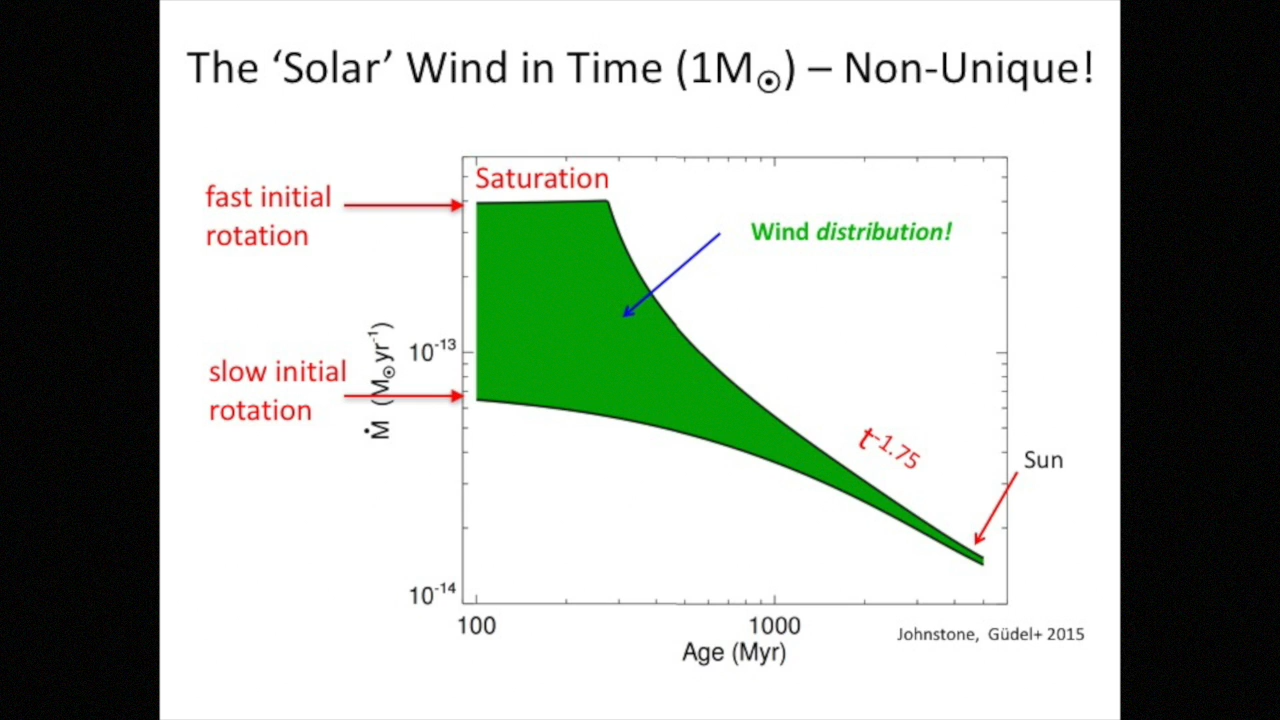 The ‘Solar’ Wind in Time (1M☉) – Non-Unique!
Saturation
fast initial
rotation
Wind distribution!
slow initial
rotation
10⁻¹³
Ṁ (M☉yr⁻¹)
t⁻¹·⁷⁵
Sun
10⁻¹⁴
100
1000
Age (Myr)
Johnstone, Güdel+ 2015